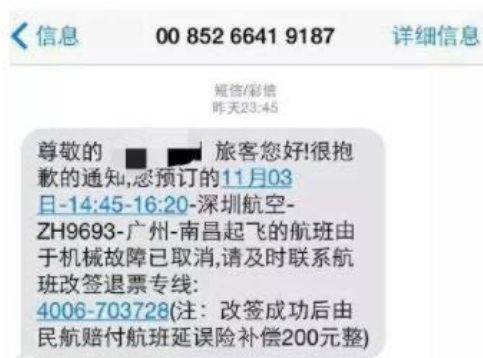 信息
00 852 6641 9187
详细信息
短信/彩信
昨天23:45
尊敬的 旅客您好!很抱
歉的通知,您预订的11月03
日-14:45-16:20-深圳航空-
ZH9693-广州-南昌起飞的航班由
于机械故障已取消,请及时联系航
班改签退票专线:
4006-703728(注：改签成功后由
民航赔付航班延误险补偿200元整)